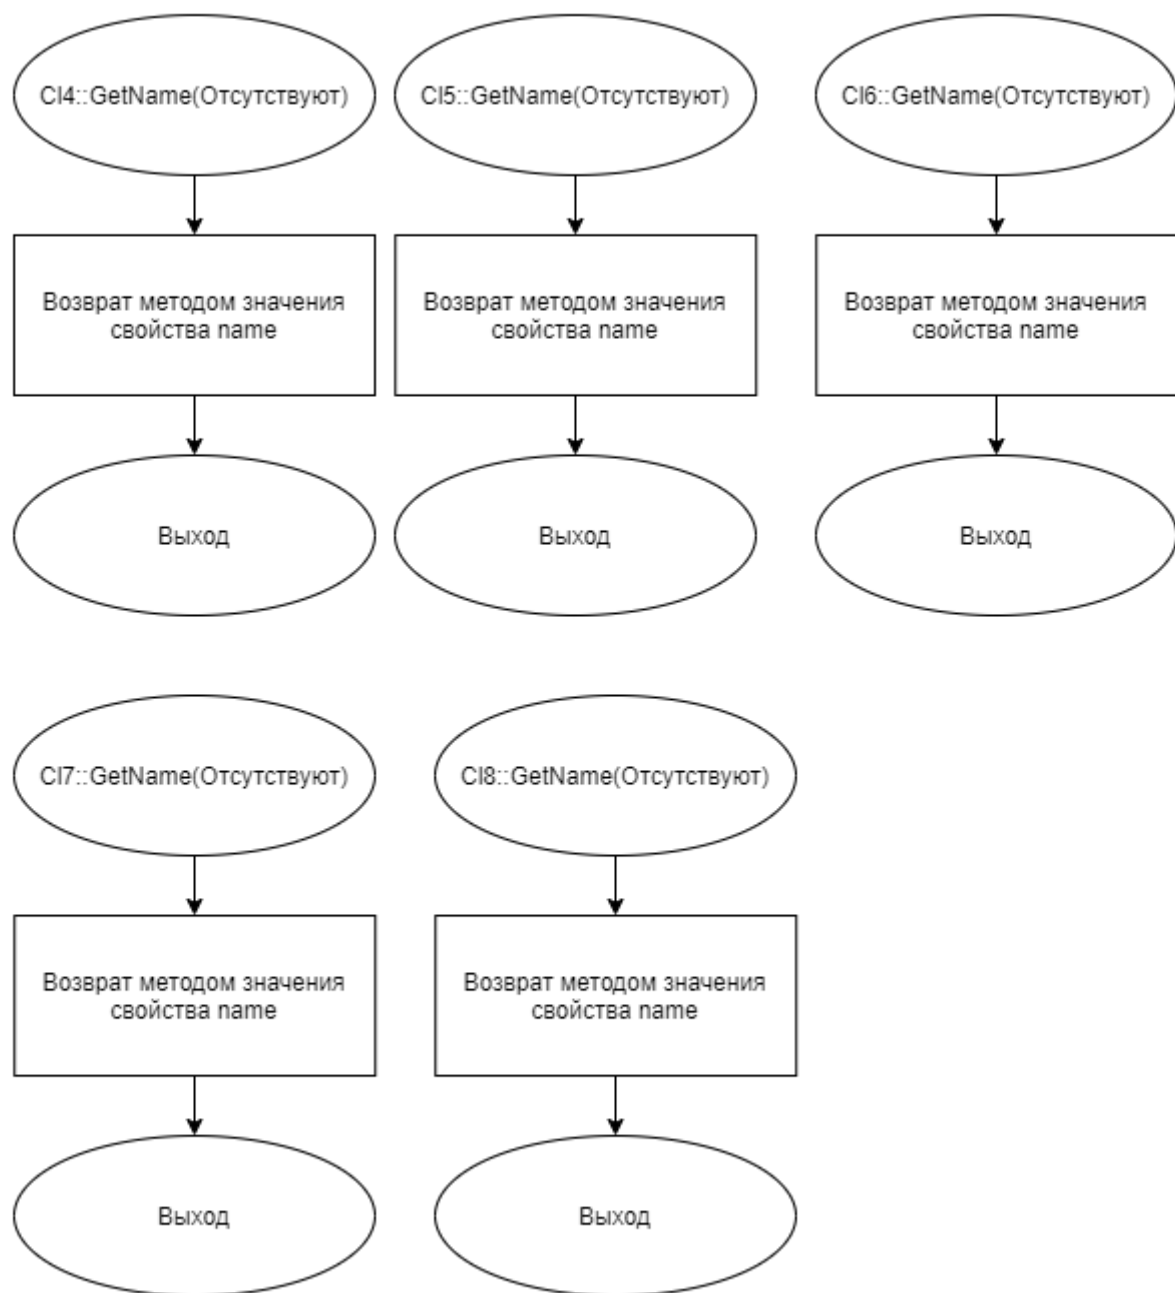 Cl4::GetName(Отсутствуют)
Cl5::GetName(Отсутствуют)
Cl6::GetName(Отсутствуют)
Возврат методом значения
свойства name
Возврат методом значения
свойства name
Возврат методом значения
свойства name
Выход
Выход
Выход
Cl7::GetName(Отсутствуют)
Cl8::GetName(Отсутствуют)
Возврат методом значения
свойства name
Возврат методом значения
свойства name
Выход
Выход